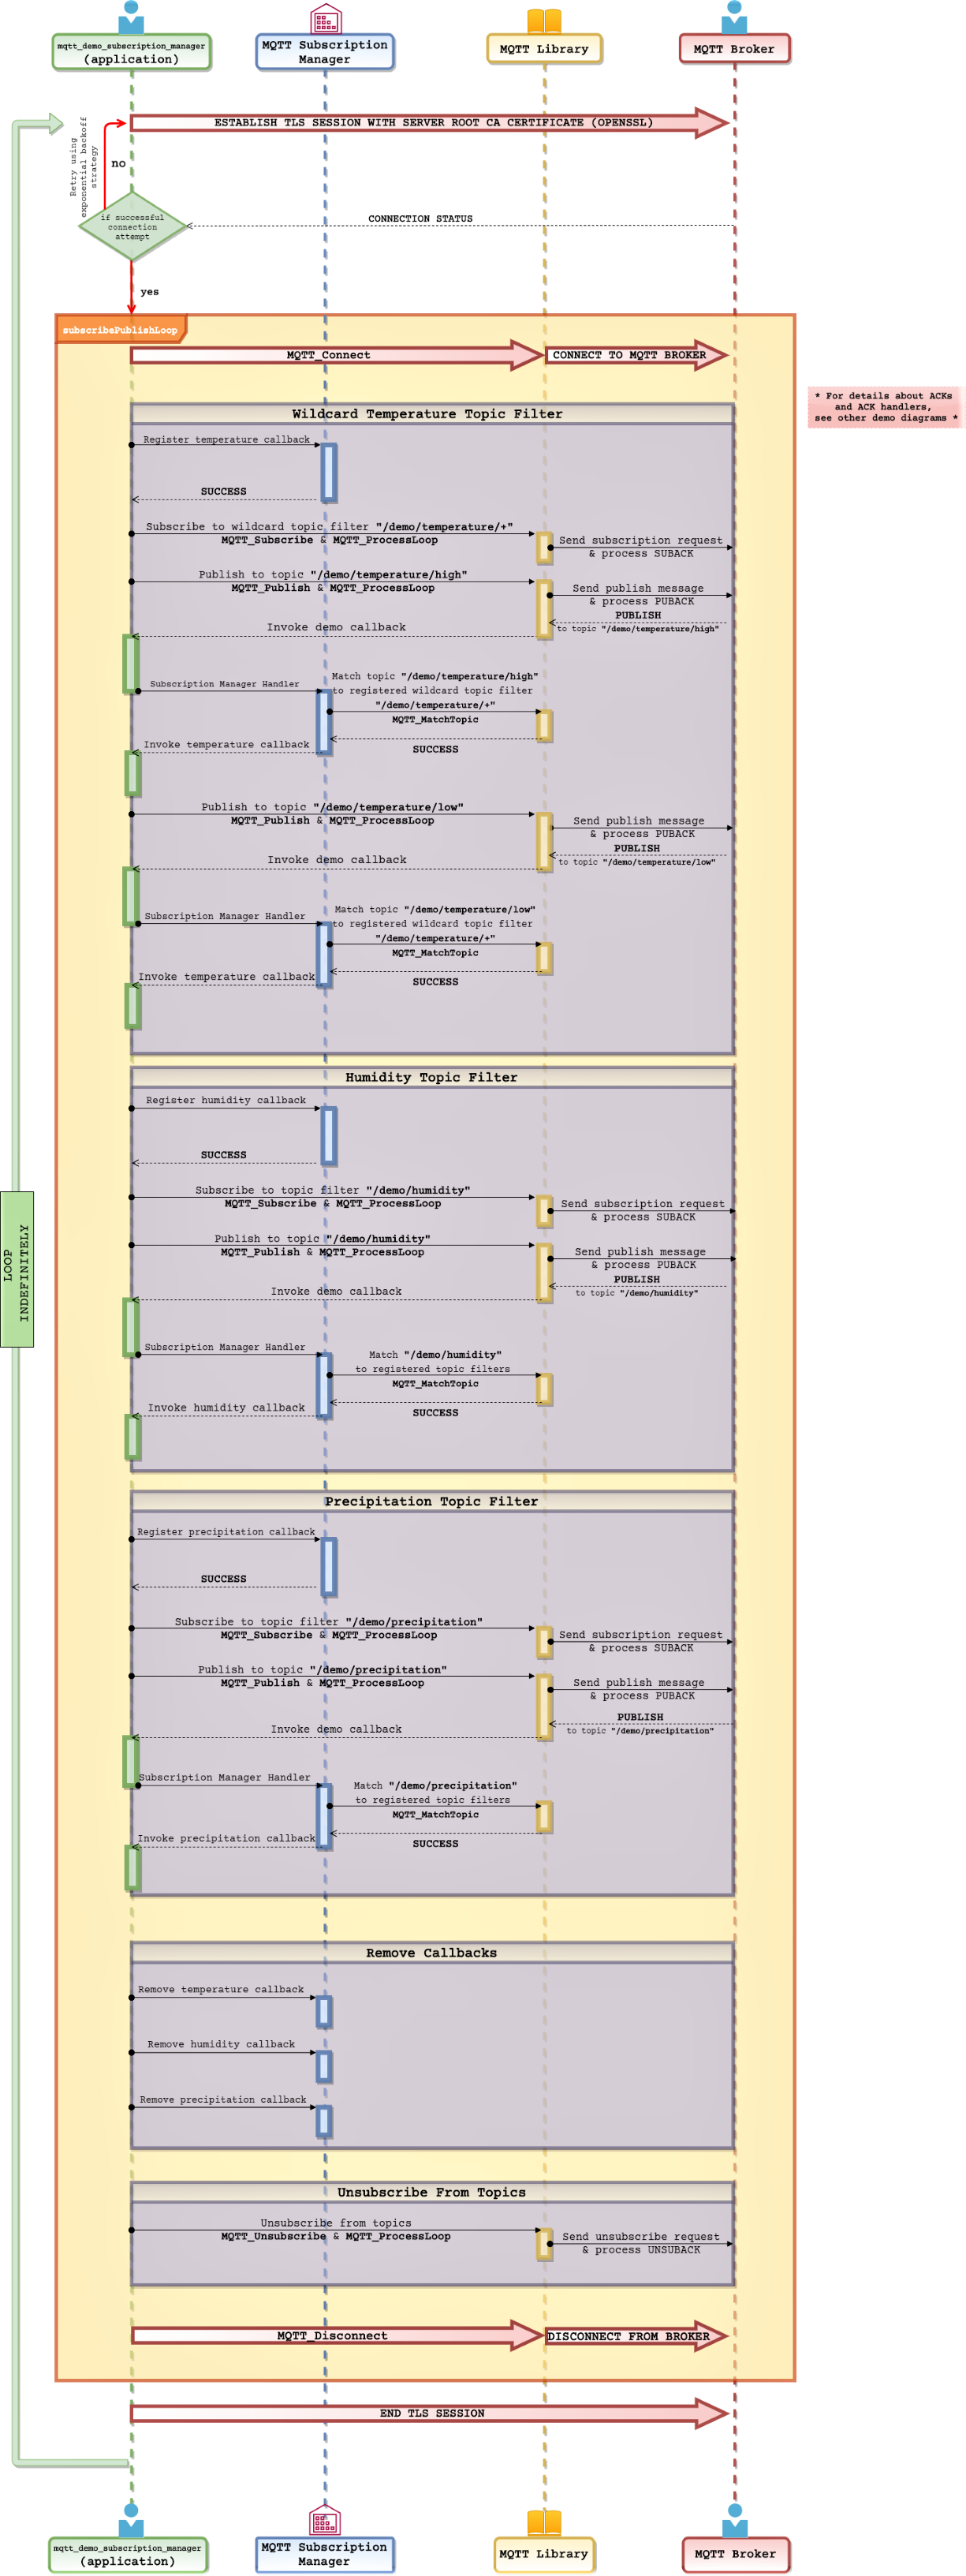 mqtt_demo_subscription_manager
(application)
MQTT Subscription
Manager
MQTT Library
MQTT Broker
ESTABLISH TLS SESSION WITH SERVER ROOT CA CERTIFICATE (OPENSSL)
Retry using
exponential backoff
strategy
no
CONNECTION STATUS
if successful
connection
attempt
yes
subscribePublishLoop
MQTT_Connect
CONNECT TO MQTT BROKER
* For details about ACKs
and ACK handlers,
see other demo diagrams *
Wildcard Temperature Topic Filter
Register temperature callback
SUCCESS
Subscribe to wildcard topic filter "/demo/temperature/+"
MQTT_Subscribe & MQTT_ProcessLoop
Send subscription request
& process SUBACK
Publish to topic "/demo/temperature/high"
MQTT_Publish & MQTT_ProcessLoop
Send publish message
& process PUBACK
PUBLISH
to topic "/demo/temperature/high"
Invoke demo callback
Subscription Manager Handler
Match topic "/demo/temperature/high"
to registered wildcard topic filter
"/demo/temperature/+"
MQTT_MatchTopic
SUCCESS
Invoke temperature callback
Publish to topic "/demo/temperature/low"
MQTT_Publish & MQTT_ProcessLoop
Send publish message
& process PUBACK
PUBLISH
to topic "/demo/temperature/low"
Invoke demo callback
Subscription Manager Handler
Match topic "/demo/temperature/low"
to registered wildcard topic filter
"/demo/temperature/+"
MQTT_MatchTopic
SUCCESS
Invoke temperature callback
Humidity Topic Filter
Register humidity callback
SUCCESS
Subscribe to topic filter "/demo/humidity"
MQTT_Subscribe & MQTT_ProcessLoop
Send subscription request
& process SUBACK
Publish to topic "/demo/humidity"
MQTT_Publish & MQTT_ProcessLoop
Send publish message
& process PUBACK
PUBLISH
to topic "/demo/humidity"
Invoke demo callback
LOOP
INDEFINITELY
Subscription Manager Handler
Match "/demo/humidity"
to registered topic filters
MQTT_MatchTopic
SUCCESS
Invoke humidity callback
Precipitation Topic Filter
Register precipitation callback
SUCCESS
Subscribe to topic filter "/demo/precipitation"
MQTT_Subscribe & MQTT_ProcessLoop
Send subscription request
& process SUBACK
Publish to topic "/demo/precipitation"
MQTT_Publish & MQTT_ProcessLoop
Send publish message
& process PUBACK
PUBLISH
to topic "/demo/precipitation"
Invoke demo callback
Subscription Manager Handler
Match "/demo/precipitation"
to registered topic filters
MQTT_MatchTopic
SUCCESS
Invoke precipitation callback
Remove Callbacks
Remove temperature callback
Remove humidity callback
Remove precipitation callback
Unsubscribe From Topics
Unsubscribe from topics
MQTT_Unsubscribe & MQTT_ProcessLoop
Send unsubscribe request
& process UNSUBACK
MQTT_Disconnect
DISCONNECT FROM BROKER
END TLS SESSION
mqtt_demo_subscription_manager
(application)
MQTT Subscription
Manager
MQTT Library
MQTT Broker